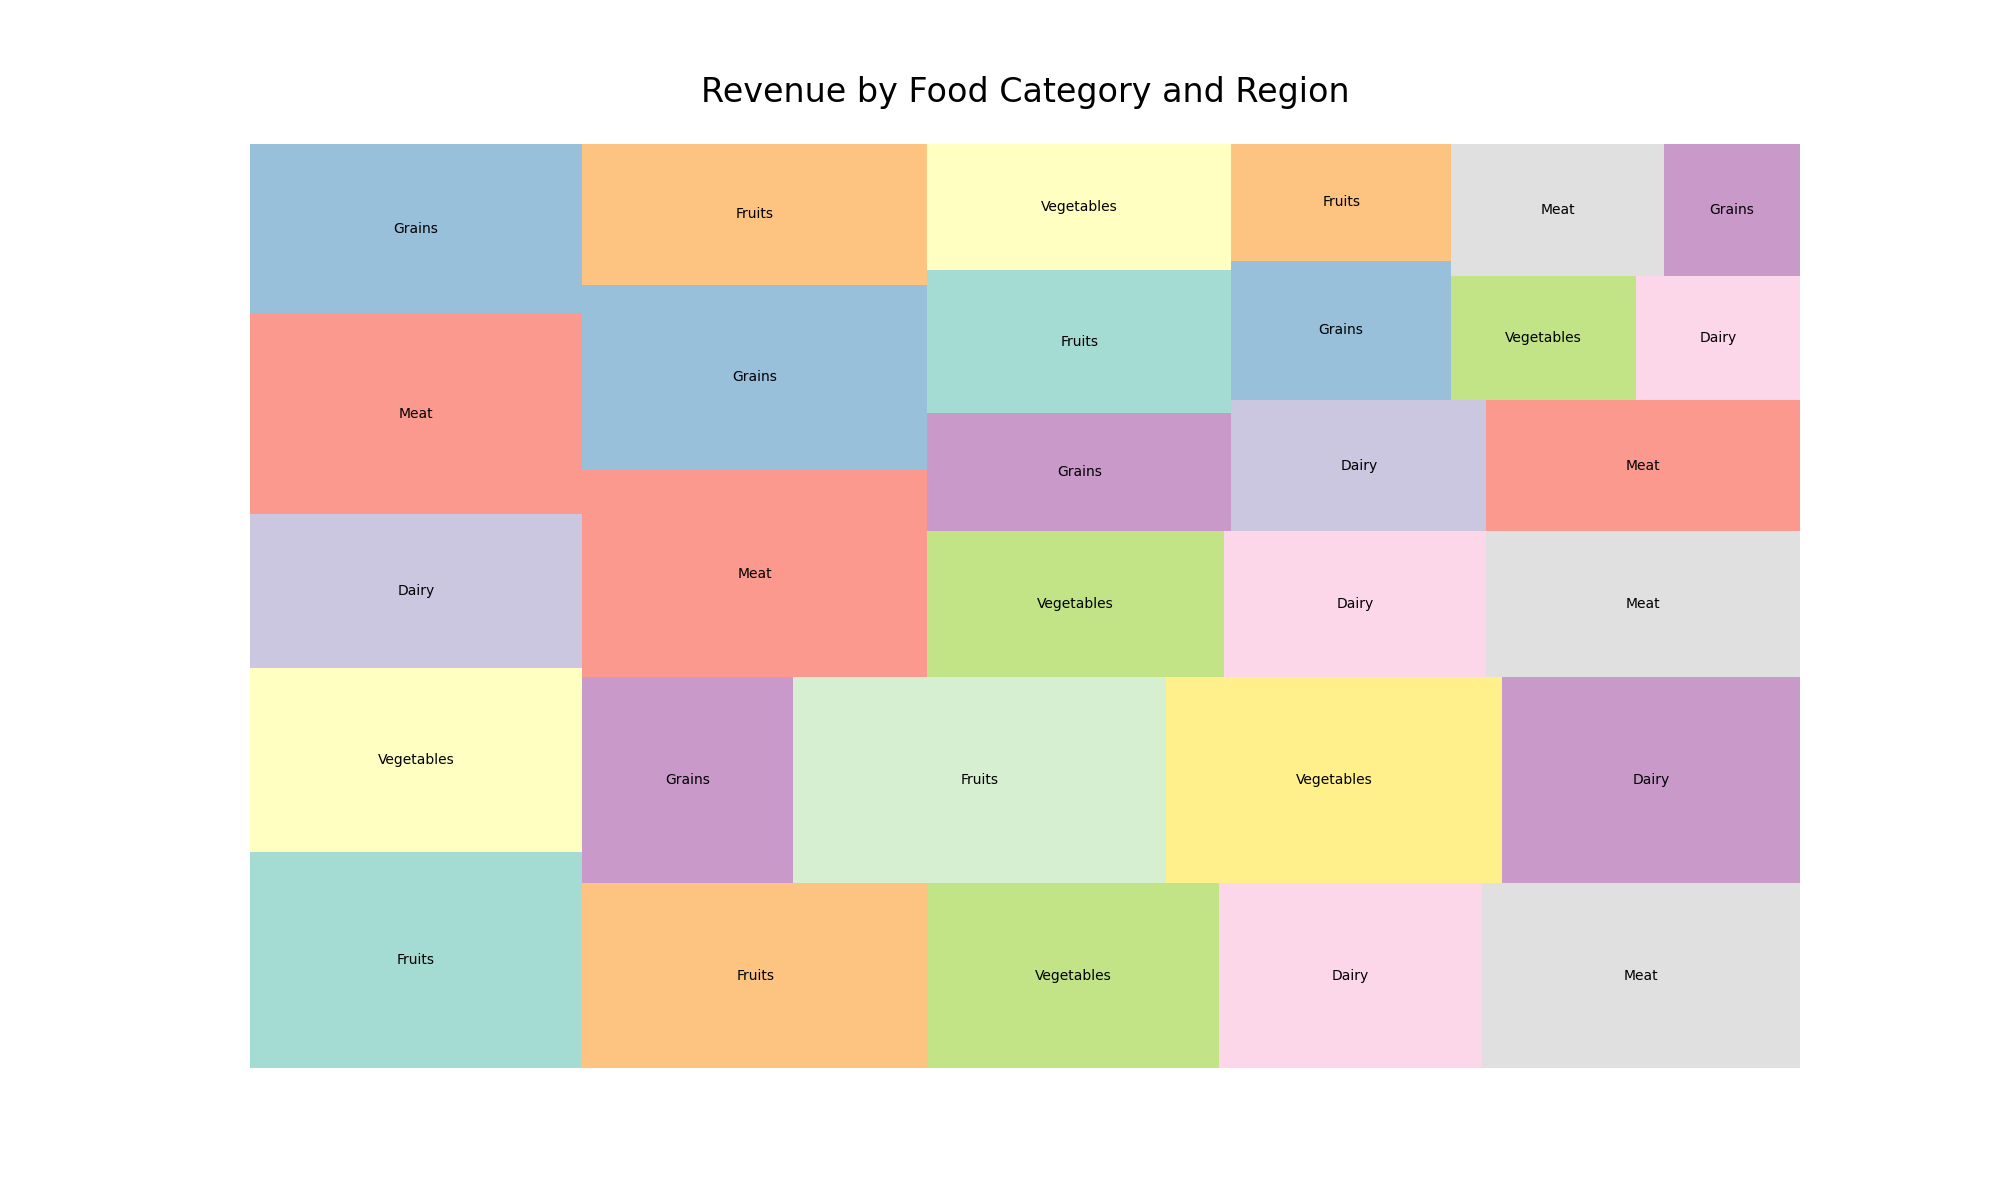 Revenue by Food Category and Region
Grains
Fruits
Vegetables
Fruits
Meat
Grains
Grains
Fruits
Grains
Vegetables
Dairy
Meat
Grains
Dairy
Meat
Dairy
Meat
Vegetables
Dairy
Meat
Vegetables
Grains
Fruits
Vegetables
Dairy
Fruits
Fruits
Vegetables
Dairy
Meat